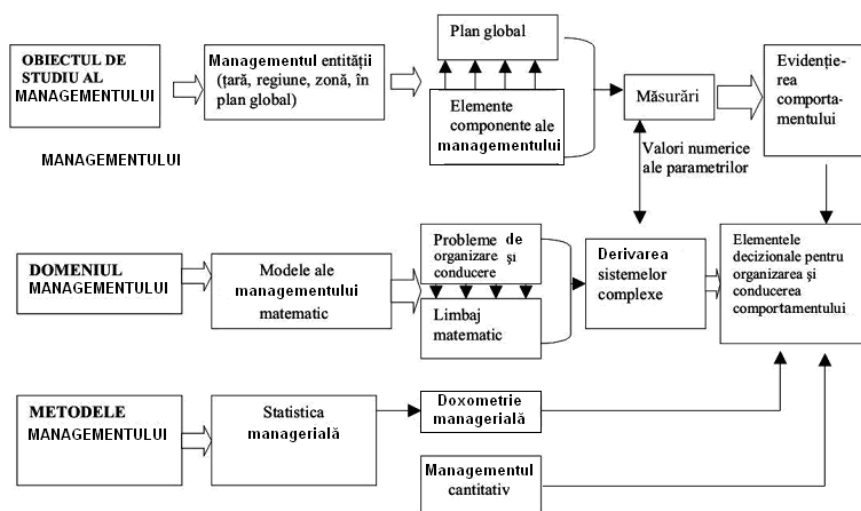 OBIECTUL DE
STUDIU AL
MANAGEMENTULUI
Managementul entității
(țară, regiune, zonă, în
plan global)
Plan global
Elemente
componente ale
managementului
Măsurări
Evidenție-
rea
comporta-
mentului
MANAGEMENTULUI
Valori numerice
ale parametrilor
DOMENIUL
MANAGEMENTULUI
Modele ale
managementului
matematic
Probleme de
organizare și
conducere
Limbaj
matematic
Derivarea
sistemelor
complexe
Elementele
decizionale pentru
organizarea și
conducerea
comportamentului
METODELE
MANAGEMENTULUI
Statistica
managerială
Doxometrie
managerială
Managementul
cantitativ